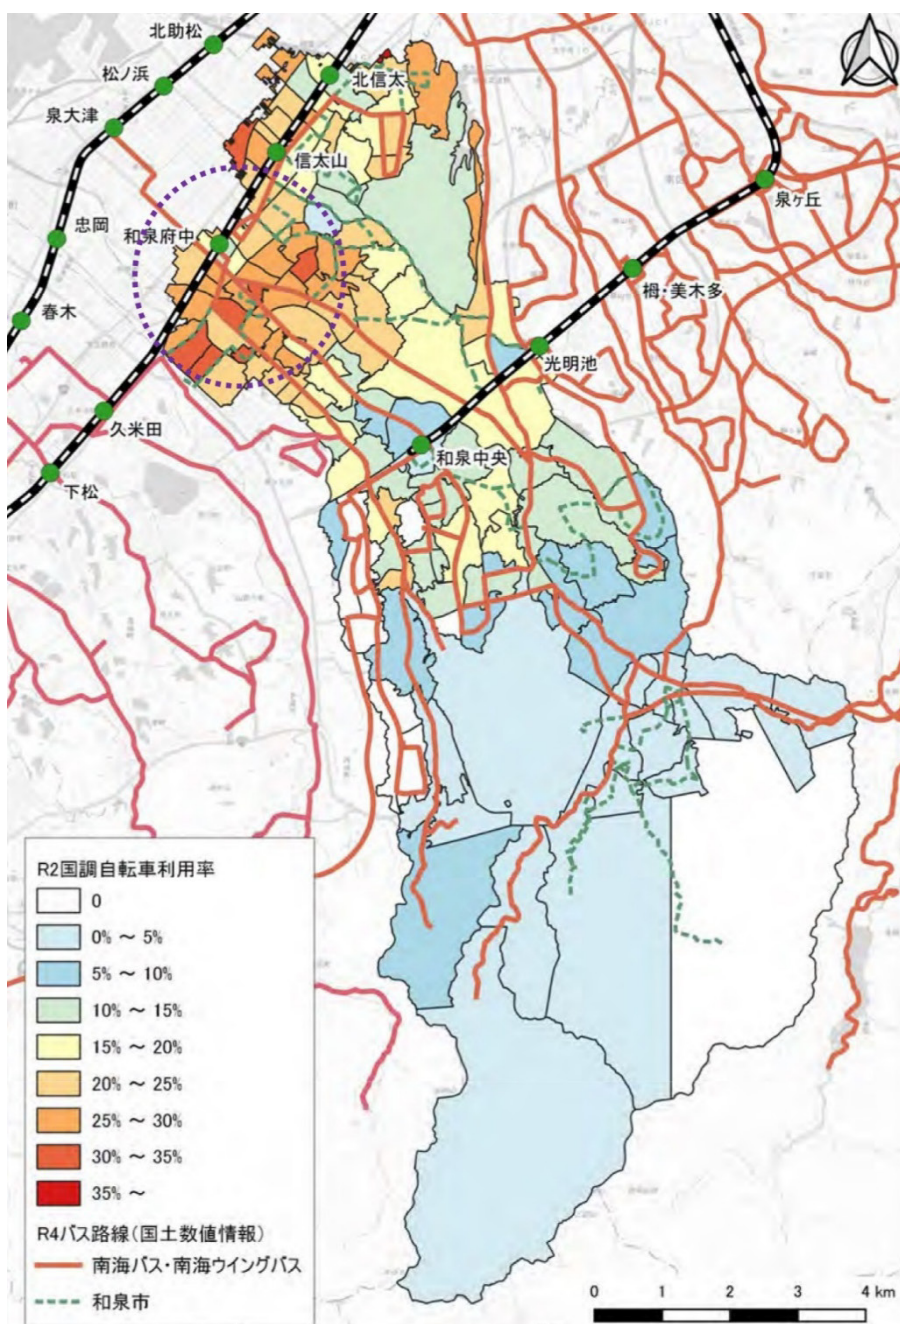 北助松
松ノ浜
北信太
泉大津
信太山
泉ヶ丘
忠岡
和泉府中
栂・美木多
春木
光明池
久米田
和泉中央
下松
R2国調自転車利用率
0
0% ～ 5%
5% ～ 10%
10% ～ 15%
15% ～ 20%
20% ～ 25%
25% ～ 30%
30% ～ 35%
35% ～
R4バス路線(国土数値情報)
南海バス・南海ウイングバス
和泉市
0 1 2 3 4 km